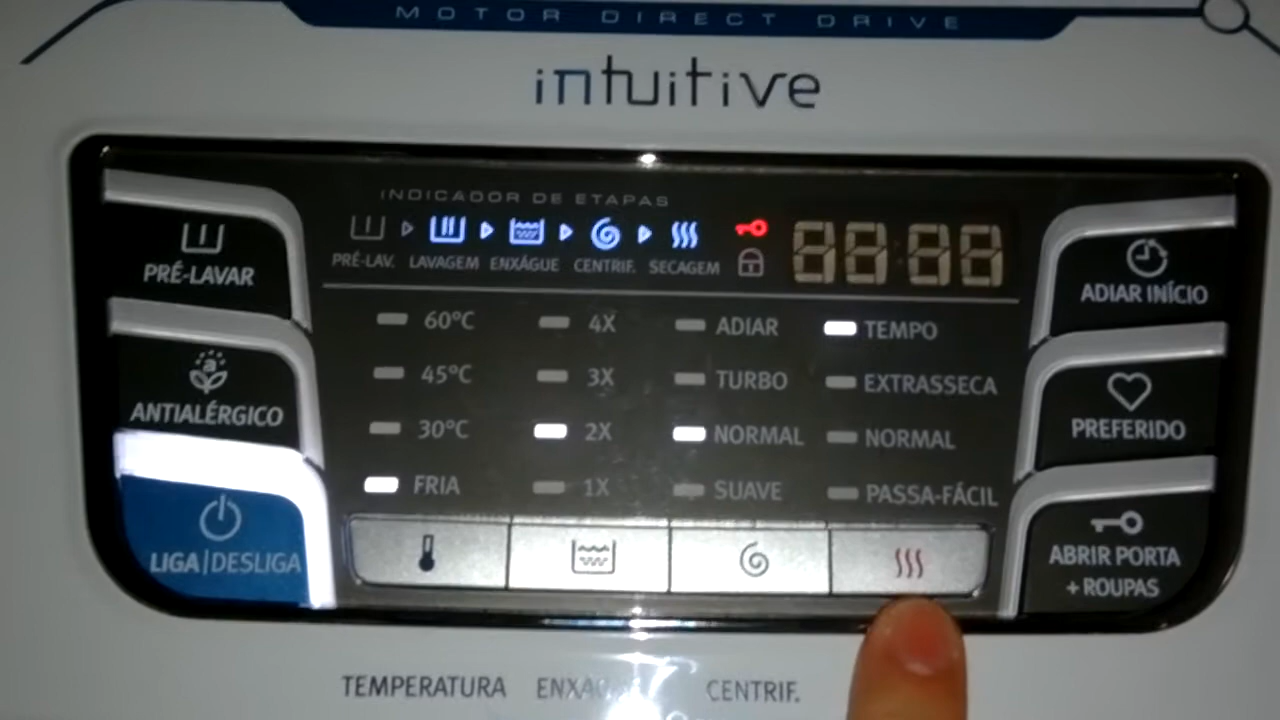 MOTOR DIRECT DRIVE
intuitive
INDICADOR DE ETAPAS
PRÉ-LAV. LAVAGEM ENXÁGUE CENTRIF. SECAGEM
PRÉ-LAVAR
ANTIALÉRGICO
LIGA|DESLIGA
60°C 4X ADIAR TEMPO
45°C 3X TURBO EXTRASSECA
30°C 2X NORMAL NORMAL
FRIA 1X SUAVE PASSA-FÁCIL
ADIAR INÍCIO
PREFERIDO
ABRIR PORTA
+ ROUPAS
TEMPERATURA CENTRIF.